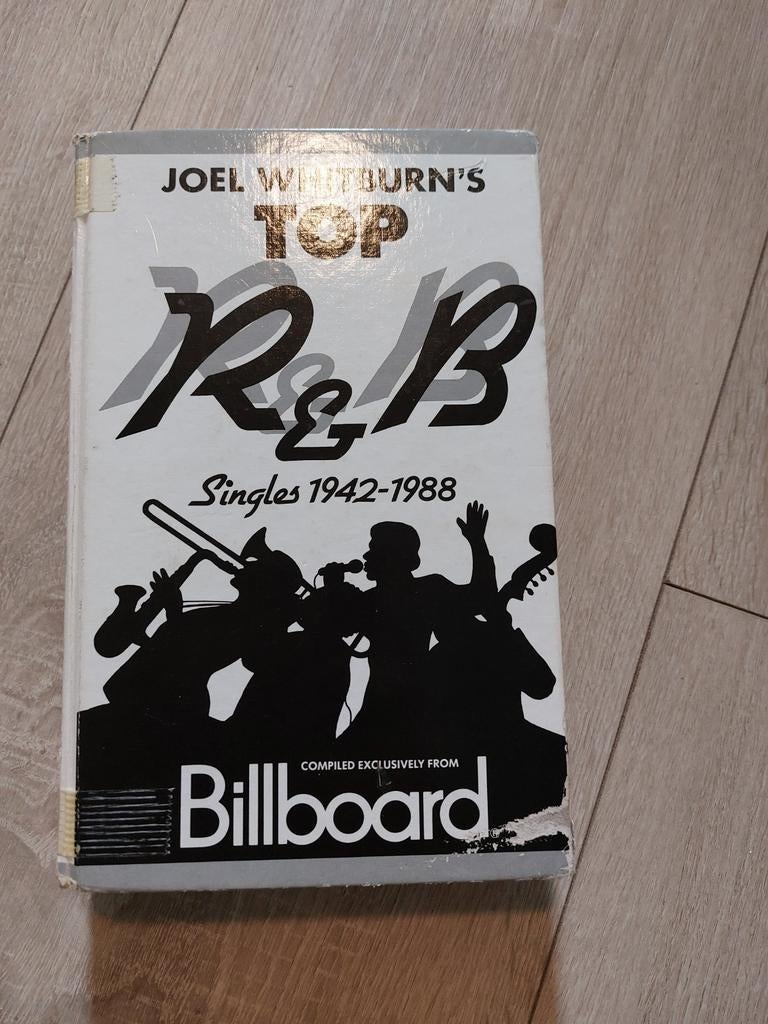 JOEL WHITBURN'S
TOP
R&B
Singles 1942-1988
COMPILED EXCLUSIVELY FROM
Billboard